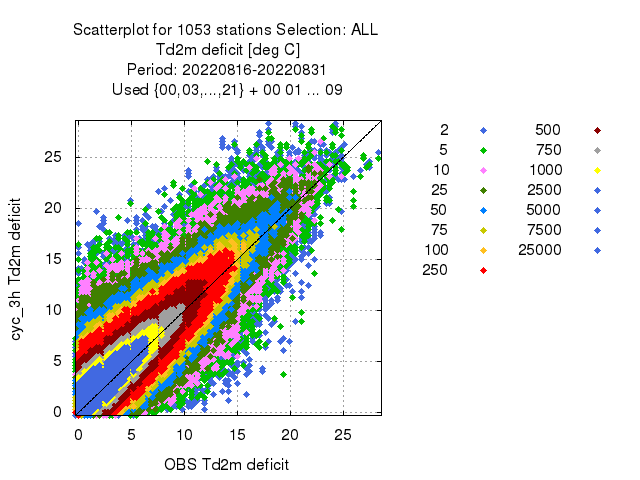 Scatterplot for 1053 stations Selection: ALL
Td2m deficit [deg C]
Period: 20220816-20220831
Used {00,03,...,21} + 00 01 ... 09
25
20
15
10
5
0
cyc_3h Td2m deficit
0 5 10 15 20 25
OBS Td2m deficit
2 500
5 750
10 1000
25 2500
50 5000
75 7500
100 25000
250